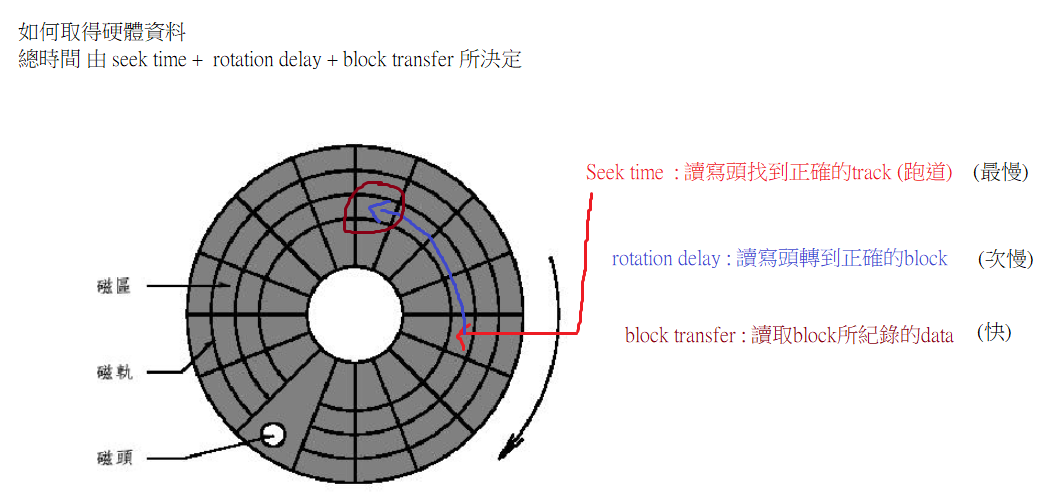 如何取得硬體資料
總時間 由 seek time + rotation delay + block transfer 所決定
Seek time : 讀寫頭找到正確的track (跑道) (最慢)
rotation delay : 讀寫頭轉到正確的block (次慢)
block transfer : 讀取block所紀錄的data (快)
磁區
磁軌
磁頭